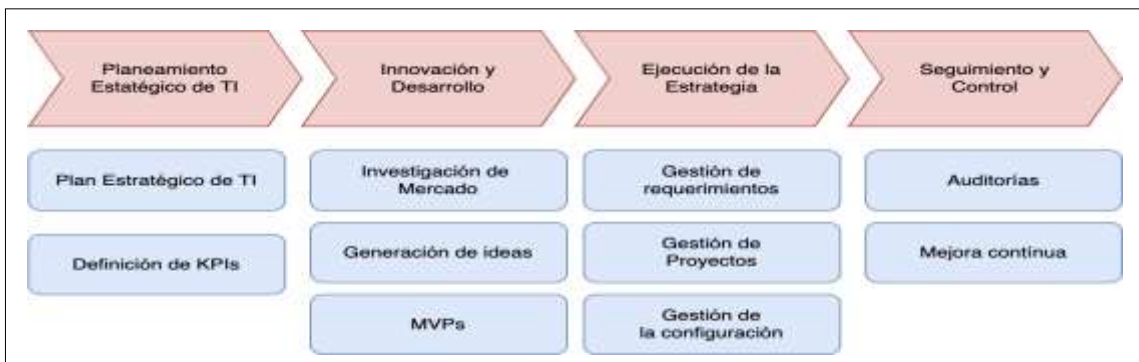 Planeamiento
Estatégico de TI
Innovación y
Desarrollo
Ejecución de la
Estrategia
Seguimiento y
Control
Plan Estratégico de TI
Investigación de
Mercado
Gestión de
requerimientos
Auditorías
Definición de KPIs
Generación de ideas
Gestión de
Proyectos
Mejora contínua
MVPs
Gestión de
la configuración